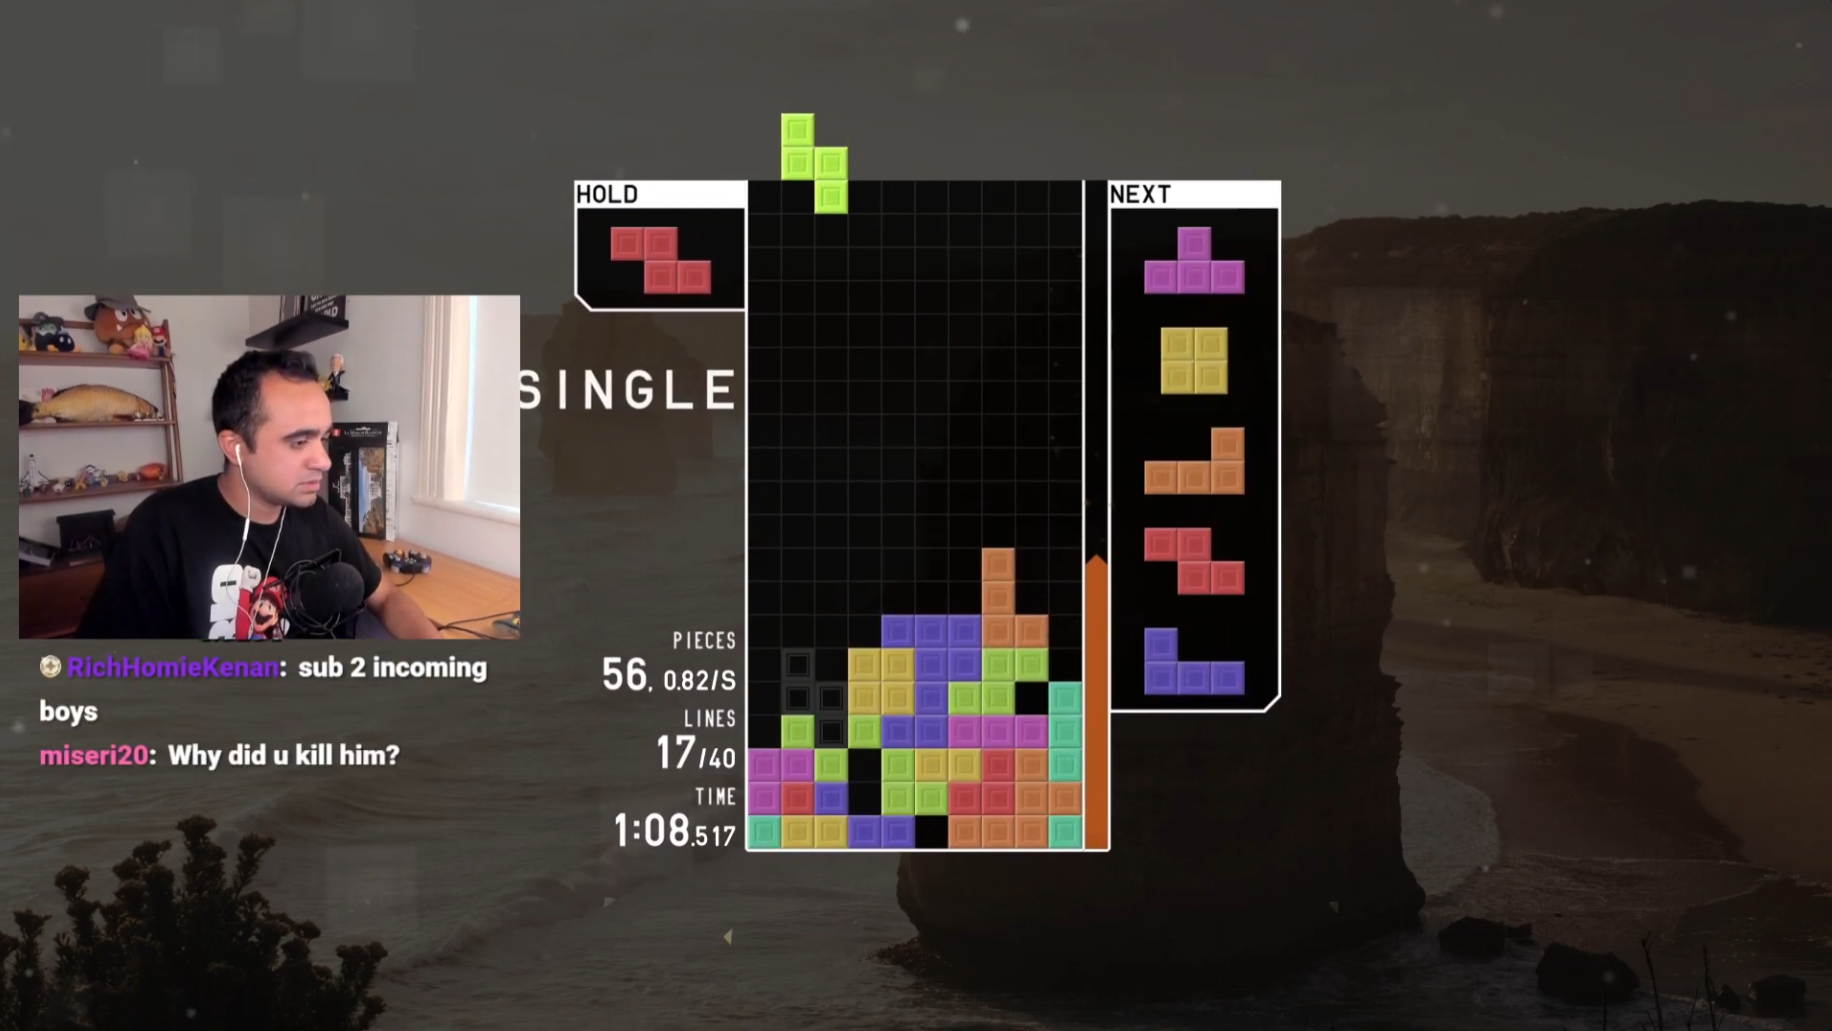 HOLD
NEXT
SINGLE
PIECES
56, 0.82/S
LINES
17/40
TIME
1:08.517
RichHomieKenan: sub 2 incoming
boys
miseri20: Why did u kill him?